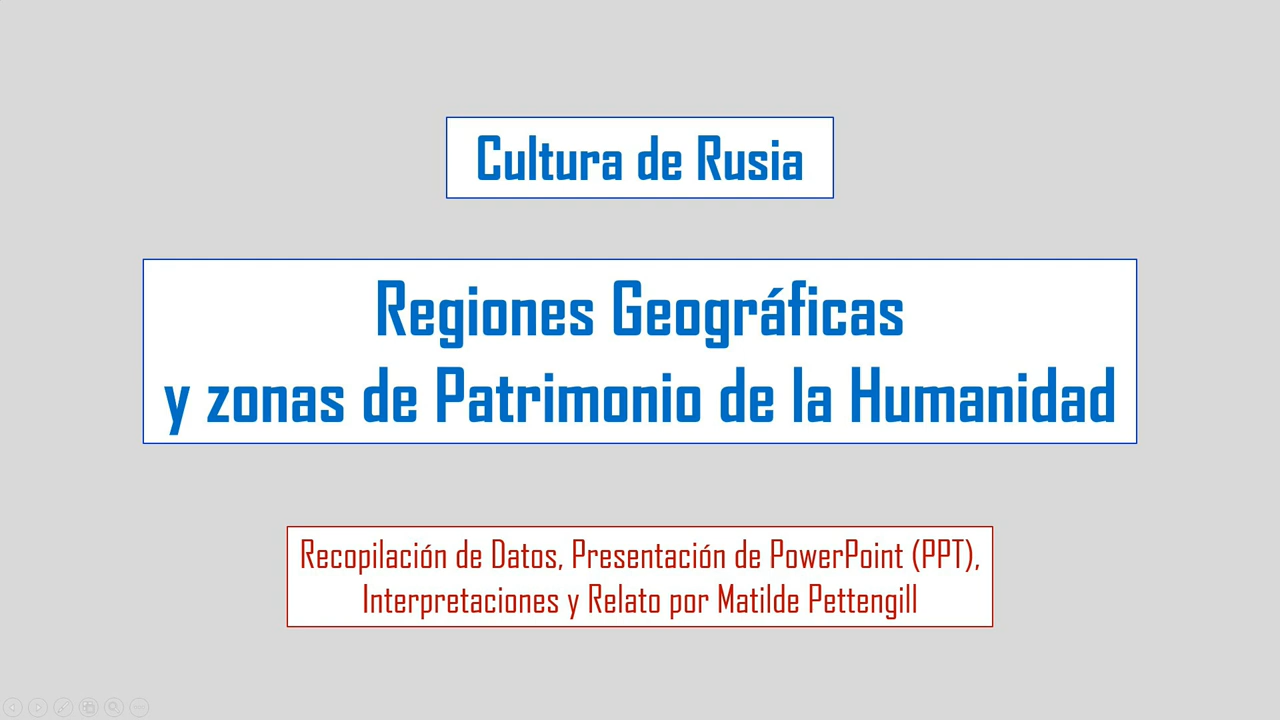 Cultura de Rusia
Regiones Geográficas
y zonas de Patrimonio de la Humanidad
Recopilación de Datos, Presentación de PowerPoint (PPT),
Interpretaciones y Relato por Matilde Pettengill